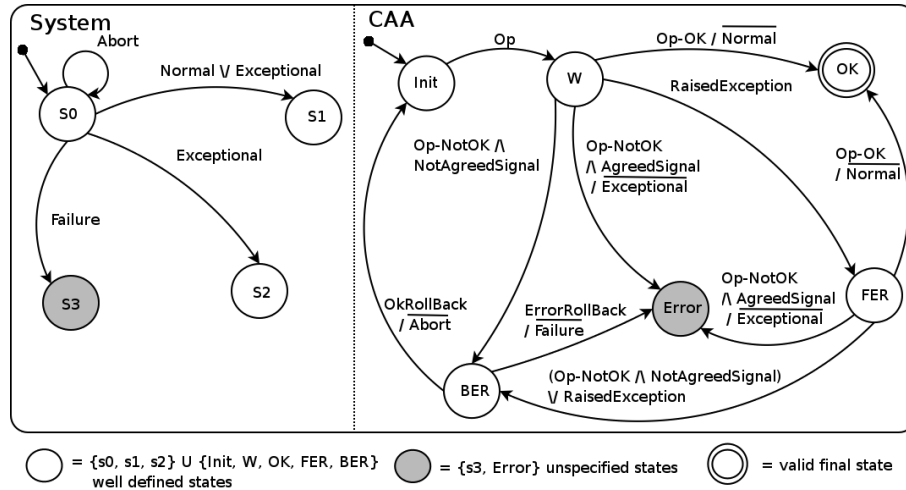 System
Abort
S0
Normal \/ Exceptional
S1
Exceptional
Failure
S3
S2
CAA
Init
Op
W
Op-OK / Normal
OK
RaisedException
Op-NotOK /\
NotAgreedSignal
Op-NotOK
/\ AgreedSignal
/ Exceptional
Op-OK
/ Normal
OkRollBack
/ Abort
ErrorRollBack
/ Failure
Error
Op-NotOK
/\ AgreedSignal
/ Exceptional
FER
BER
(Op-NotOK /\ NotAgreedSignal)
\/ RaisedException
= {s0, s1, s2} U {Init, W, OK, FER, BER}
well defined states
= {s3, Error} unspecified states
= valid final state